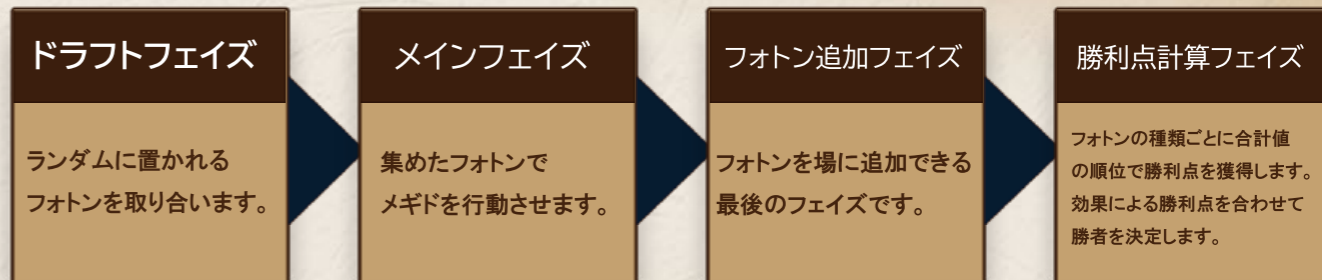 ドラフトフェイズ
ランダムに置かれる
フォトンを取り合います。
メインフェイズ
集めたフォトンで
メギドを行動させます。
フォトン追加フェイズ
フォトンを場に追加できる
最後のフェイズです。
勝利点計算フェイズ
フォトンの種類ごとに合計値
の順位で勝利点を獲得します。
効果による勝利点を合わせて
勝者を決定します。